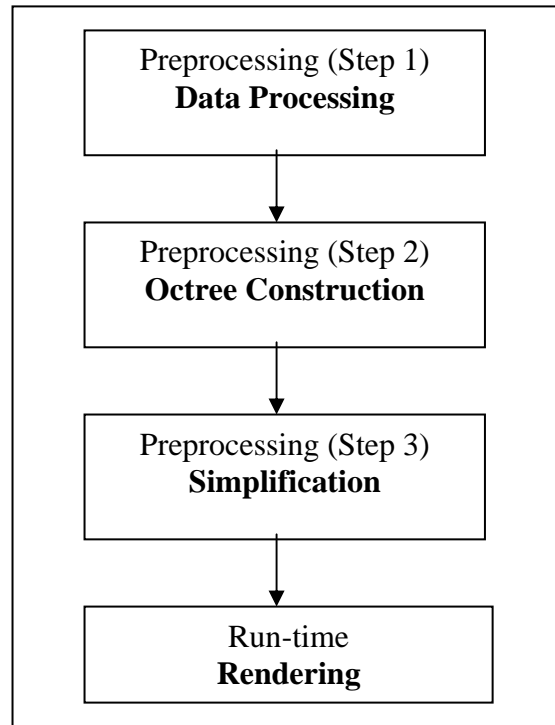 Preprocessing (Step 1)
Data Processing
Preprocessing (Step 2)
Octree Construction
Preprocessing (Step 3)
Simplification
Run-time
Rendering